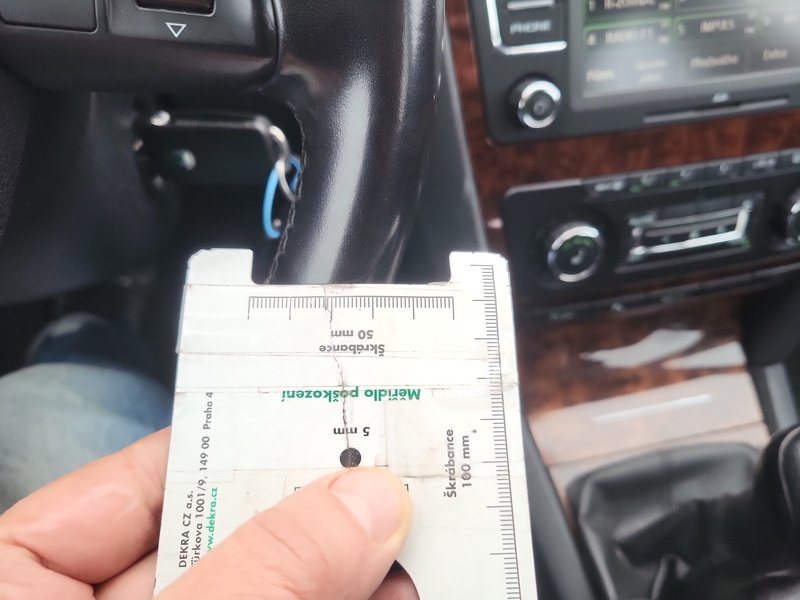 PHONE
50 mm
Škrábance
Měřidlo poškození
5 mm
Škrábance
100 mm
DEKRA CZ a.s.
Türkova 1001/9, 149 00 Praha 4
www.dekra.cz